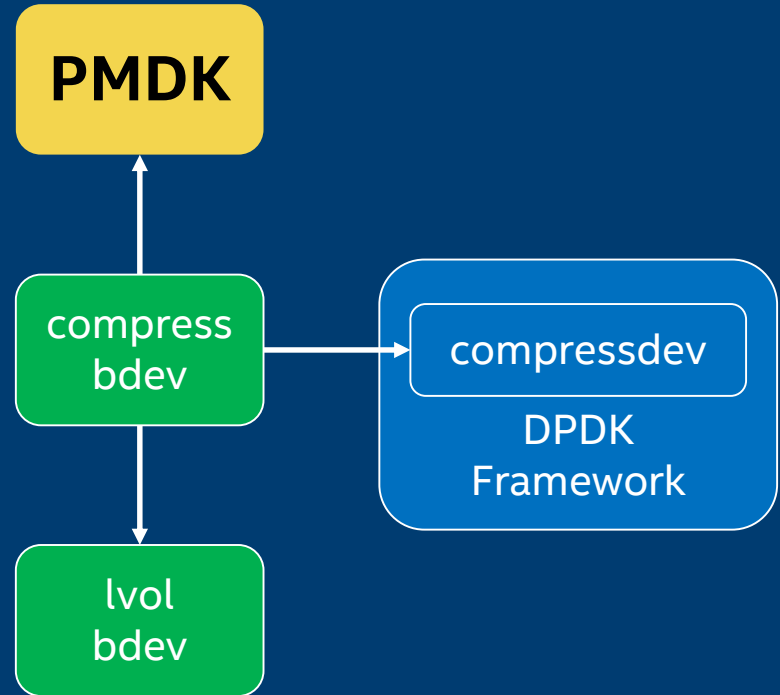 PMDK
compress
bdev
compressdev
DPDK
Framework
lvol
bdev